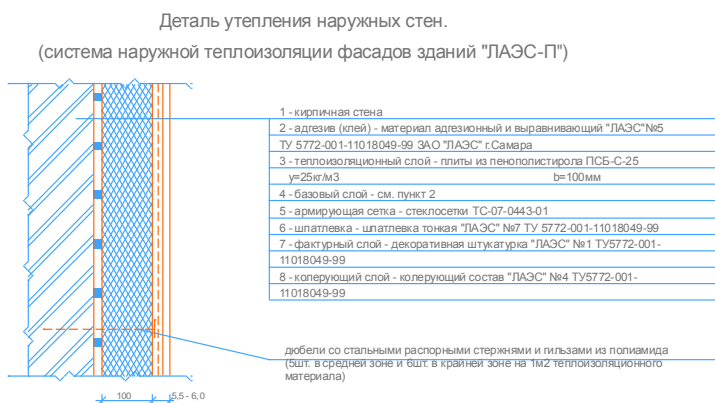 Деталь утепления наружных стен.
(система наружной теплоизоляции фасадов зданий "ЛАЭС-П")
1 - кирпичная стена
2 - адгезив (клей) - материал адгезионный и выравнивающий "ЛАЭС"№5
ТУ 5772-001-11018049-99 ЗАО "ЛАЭС" г.Самара
3 - теплоизоляционный слой - плиты из пенополистирола ПСБ-С-25
y=25кг/м3 b=100мм
4 - базовый слой - см. пункт 2
5 - армирующая сетка - стеклосетки ТС-07-0443-01
6 - шпатлевка - шпатлевка тонкая "ЛАЭС" №7 ТУ 5772-001-11018049-99
7 - фактурный слой - декоративная штукатурка "ЛАЭС" №1 ТУ5772-001-
11018049-99
8 - колерующий слой - колерующий состав "ЛАЭС" №4 ТУ5772-001-
11018049-99
дюбели со стальными распорными стержнями и гильзами из полиамида
(5шт. в средней зоне и 6шт. в крайней зоне на 1м2 теплоизоляционного
материала)
100 5,5 - 6,0